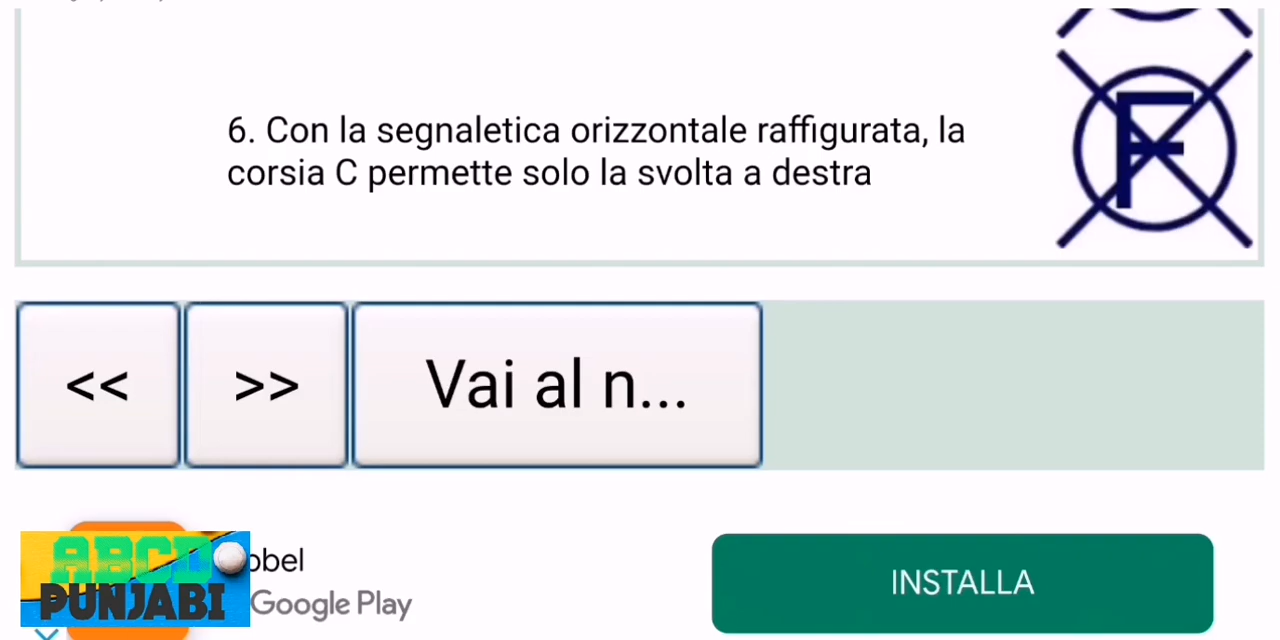 6. Con la segnaletica orizzontale raffigurata, la
corsia C permette solo la svolta a destra
F
<<
>>
Vai al n...
ABCD
PUNJABI
bbel
Google Play
INSTALLA